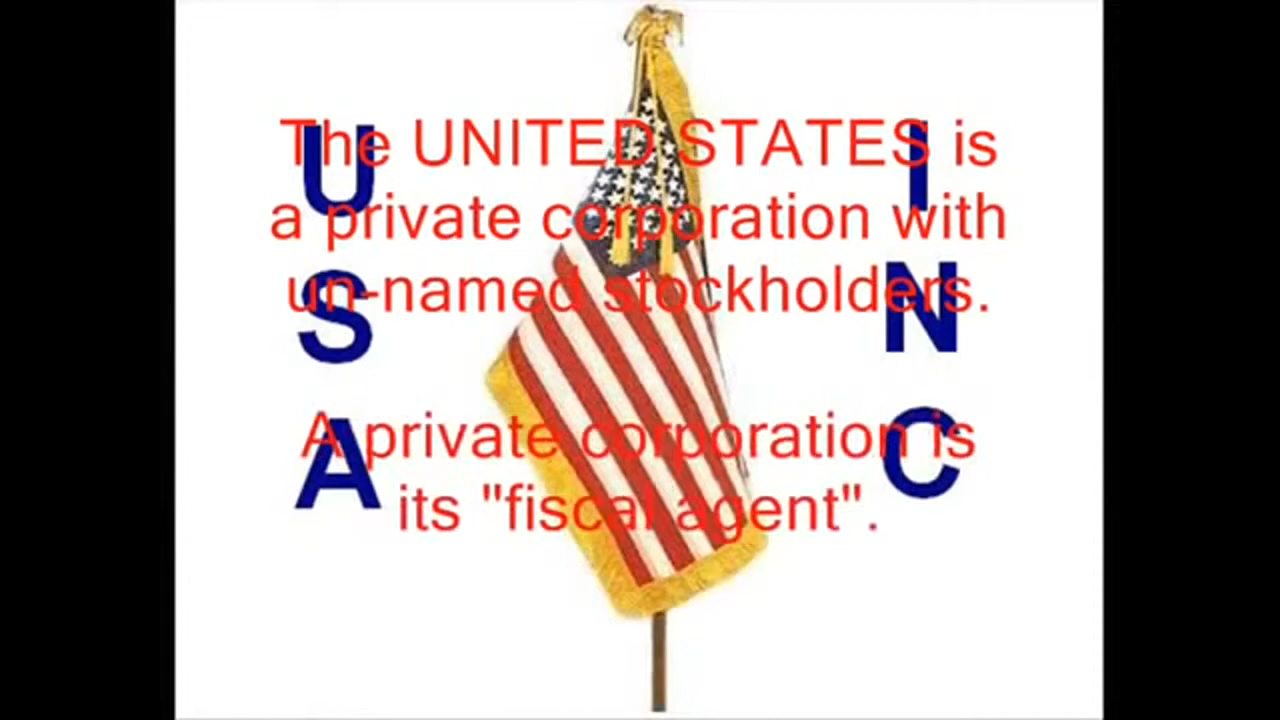 The UNITED STATES is
a private corporation with
un-named stockholders.
A private corporation is
its "fiscal agent".
U
S
A
I
N
C